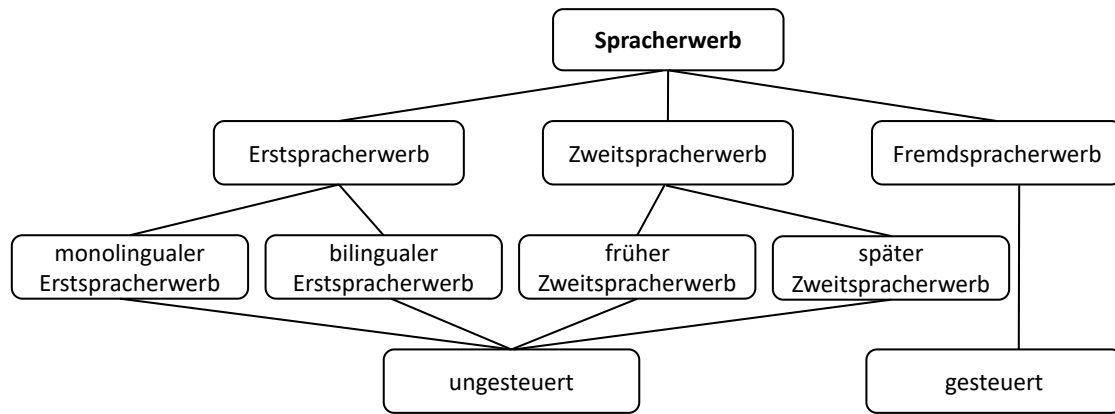 Spracherwerb
Erstspracherwerb
Zweitspracherwerb
Fremdspracherwerb
monolingualer
Erstspracherwerb
bilingualer
Erstspracherwerb
früher
Zweitspracherwerb
später
Zweitspracherwerb
ungesteuert
gesteuert